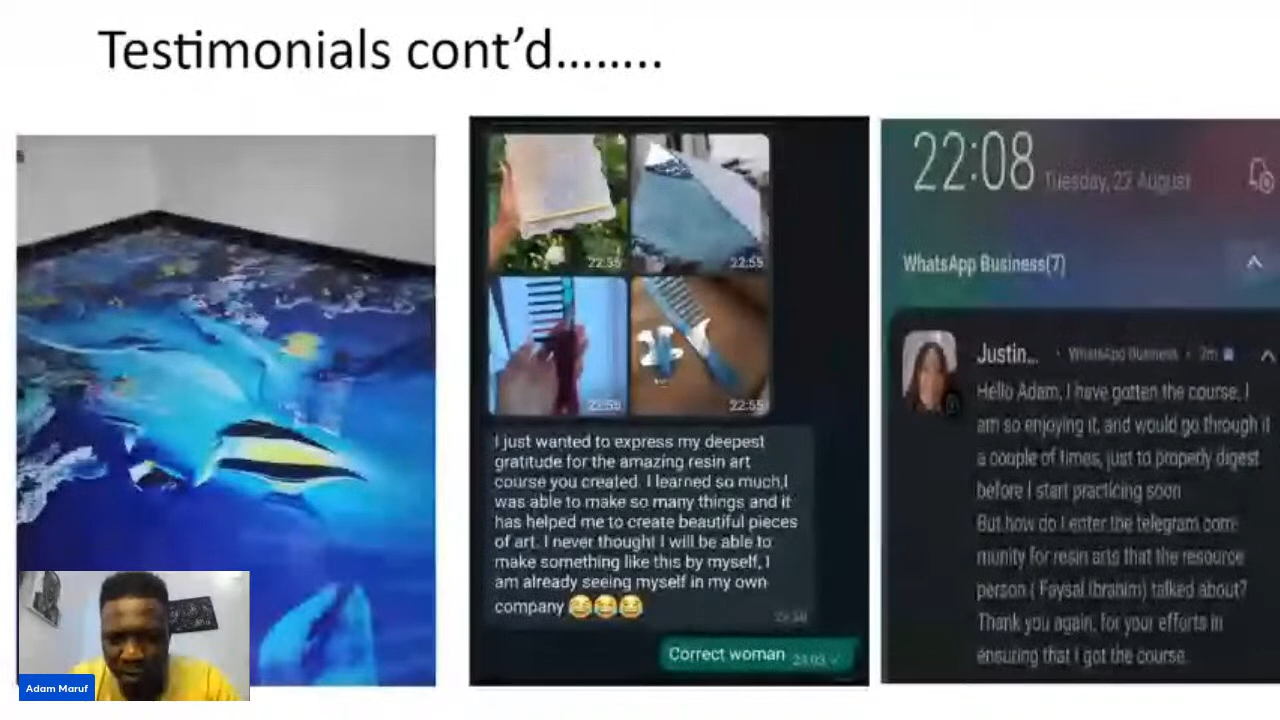 Testimonials cont’d........
22:55
22:55
22:55
22:55
I just wanted to express my deepest
gratitude for the amazing resin art
course you created. I learned so much,I
was able to make so many things and it
has helped me to create beautiful pieces
of art. I never thought I will be able to
make something like this by myself, I
am already seeing myself in my own
company 😂😂😂
Correct woman 23:03
22:08
Tuesday, 22 August
WhatsApp Business(7)
Justin... · WhatsApp Business · 2m
Hello Adam, I have gotten the course, I
am so enjoying it, and would go through it
a couple of times, just to properly digest
before I start practicing soon
But how do I enter the telegram com-
munity for resin arts that the resource
person ( Faysal Ibrahim) talked about?
Thank you again, for your efforts in
ensuring that I got the course.
Adam Maruf